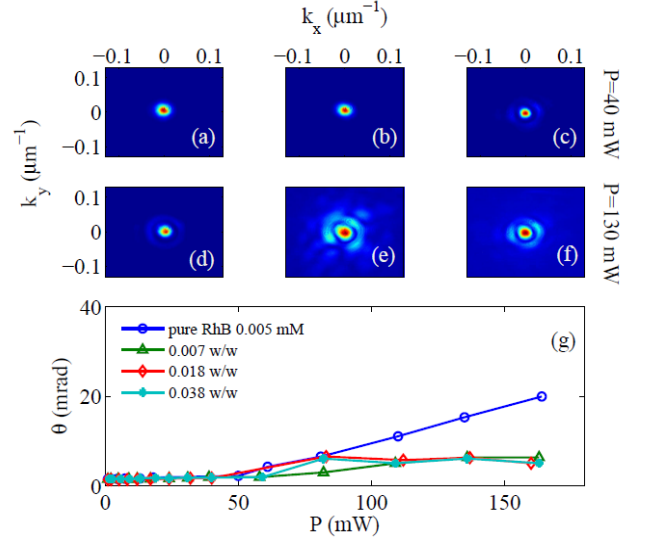 k_x (μm⁻¹)
−0.1 0 0.1 −0.1 0 0.1 −0.1 0 0.1
k_y (μm⁻¹)
0.1
0
−0.1
(a) (b) (c)
P=40 mW
0.1
0
−0.1
(d) (e) (f)
P=130 mW
40
20
0
θ (mrad)
pure RhB 0.005 mM
0.007 w/w
0.018 w/w
0.038 w/w
(g)
0 50 100 150
P (mW)